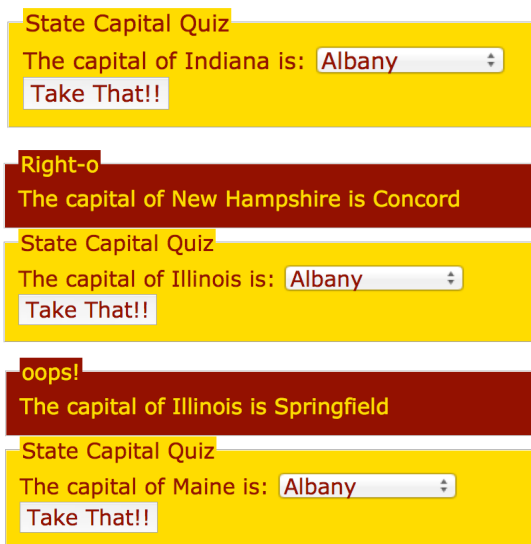 State Capital Quiz
The capital of Indiana is: Albany
Take That!!
Right-o
The capital of New Hampshire is Concord
State Capital Quiz
The capital of Illinois is: Albany
Take That!!
oops!
The capital of Illinois is Springfield
State Capital Quiz
The capital of Maine is: Albany
Take That!!